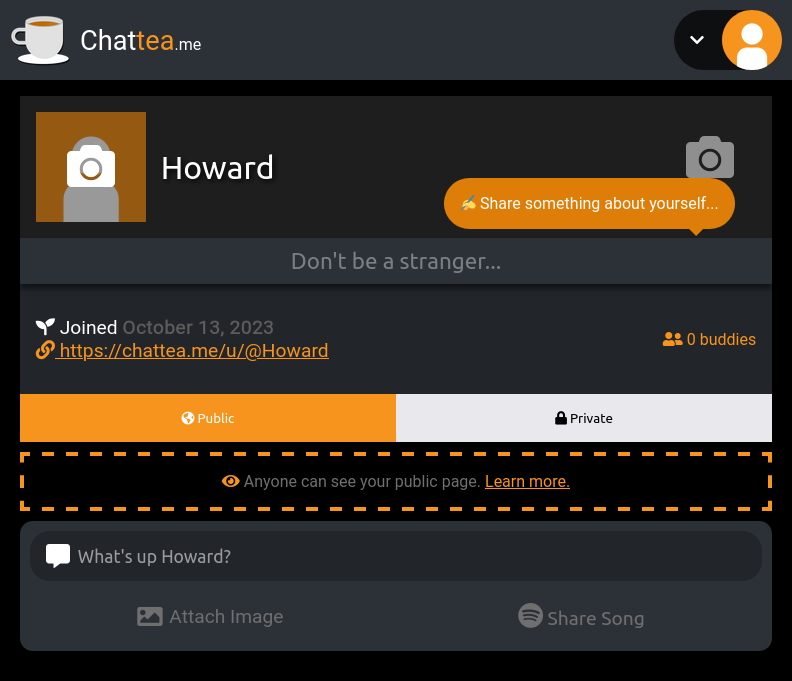 Chattea.me
Howard
✍️ Share something about yourself...
Don't be a stranger...
Joined October 13, 2023
https://chattea.me/u/@Howard
0 buddies
Public
Private
Anyone can see your public page. Learn more.
What's up Howard?
Attach Image
Share Song